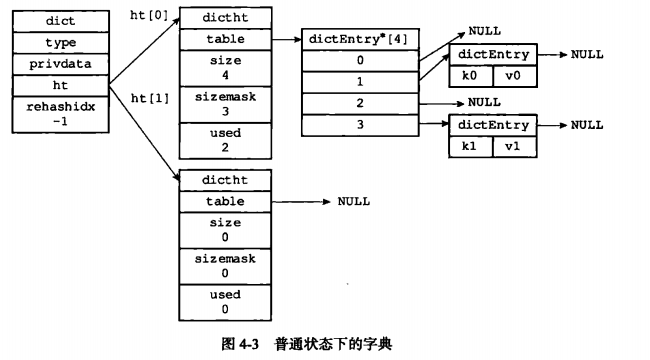 dict
type
privdata
ht
rehashidx
-1
ht[0]
ht[1]
dictht
table
size
4
sizemask
3
used
2
dictEntry*[4]
0
1
2
3
NULL
dictEntry
k0 v0
NULL
NULL
dictEntry
k1 v1
NULL
dictht
table
size
0
sizemask
0
used
0
NULL
图 4-3 普通状态下的字典